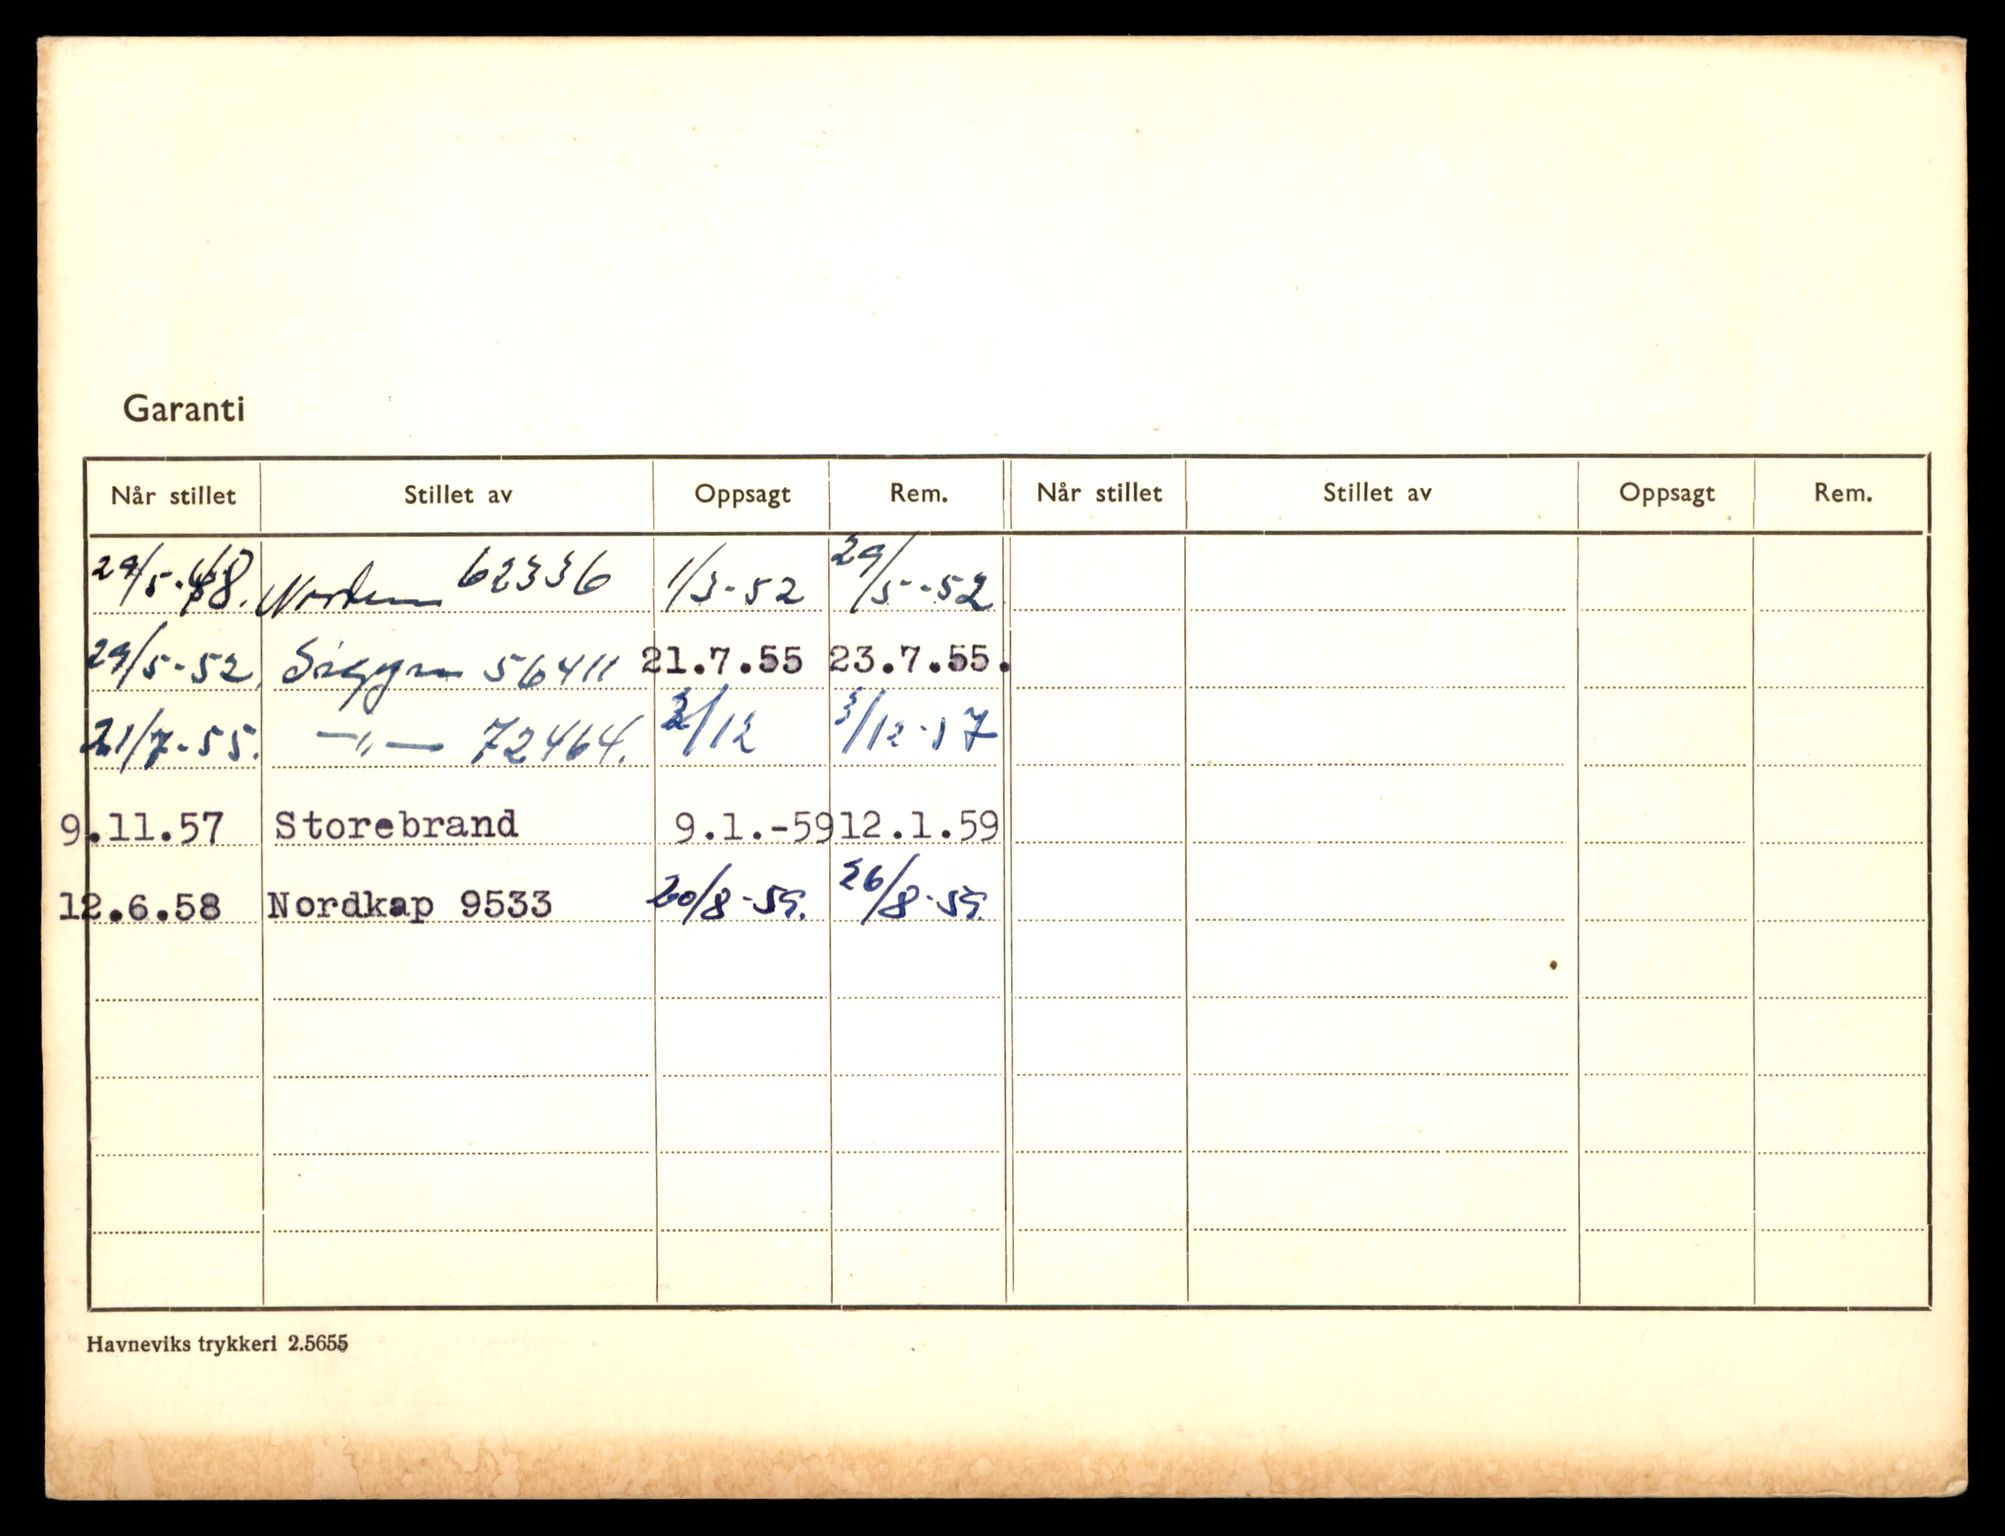 Garanti
Når stillet Stillet av Oppsagt Rem. Når stillet Stillet av Oppsagt Rem.
29/5-48. Norden 62336 1/3-52 29/5-52
29/5-52. Sigyn 56411 21.7.55 23.7.55.
21/7-55. —"— 72464. 2/12 3/12-57
9.11.57 Storebrand 9.1.-59 12.1.59
12.6.58 Nordkap 9533 20/8-59. 26/8-59.
Havneviks trykkeri 2.5655